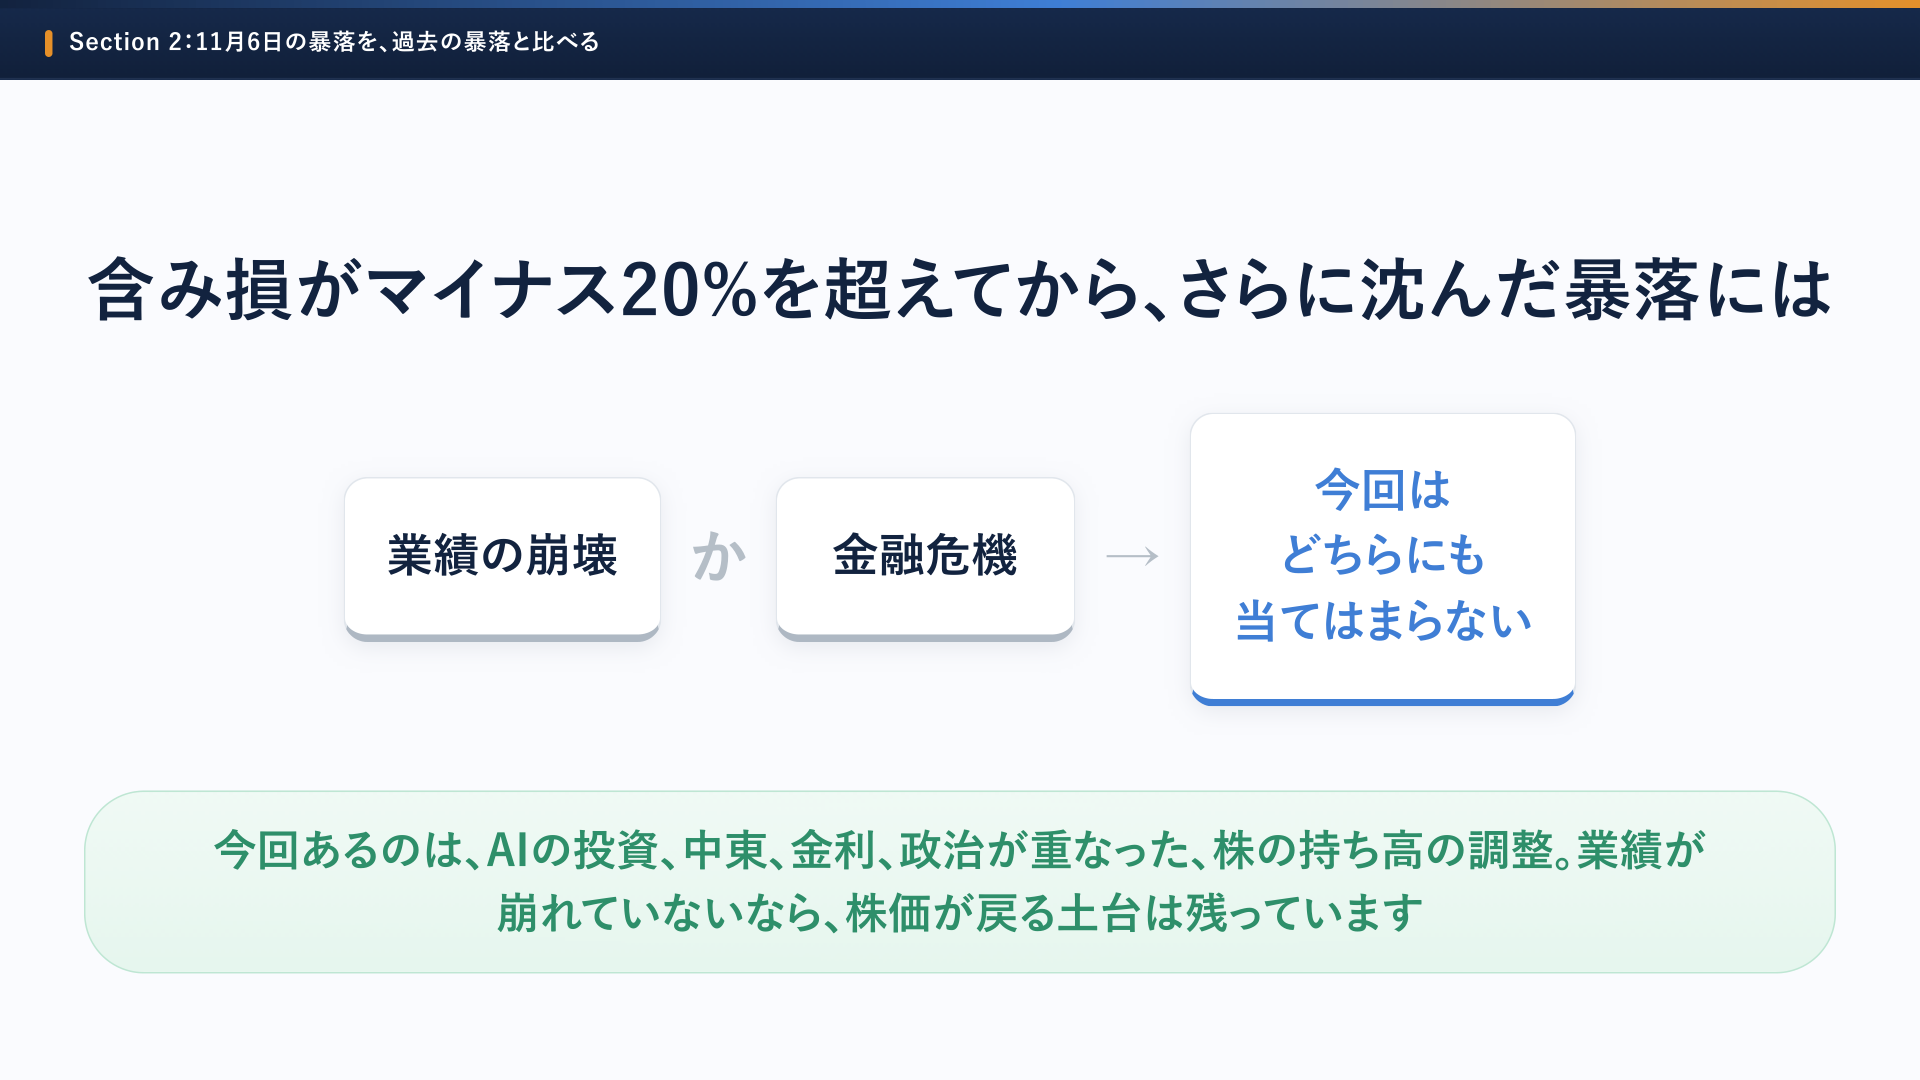 Section 2:11月6日の暴落を、過去の暴落と比べる
含み損がマイナス20%を超えてから、さらに沈んだ暴落には
業績の崩壊
か
金融危機
→
今回は
どちらにも
当てはまらない
今回あるのは、AIの投資、中東、金利、政治が重なった、株の持ち高の調整。業績が
崩れていないなら、株価が戻る土台は残っています